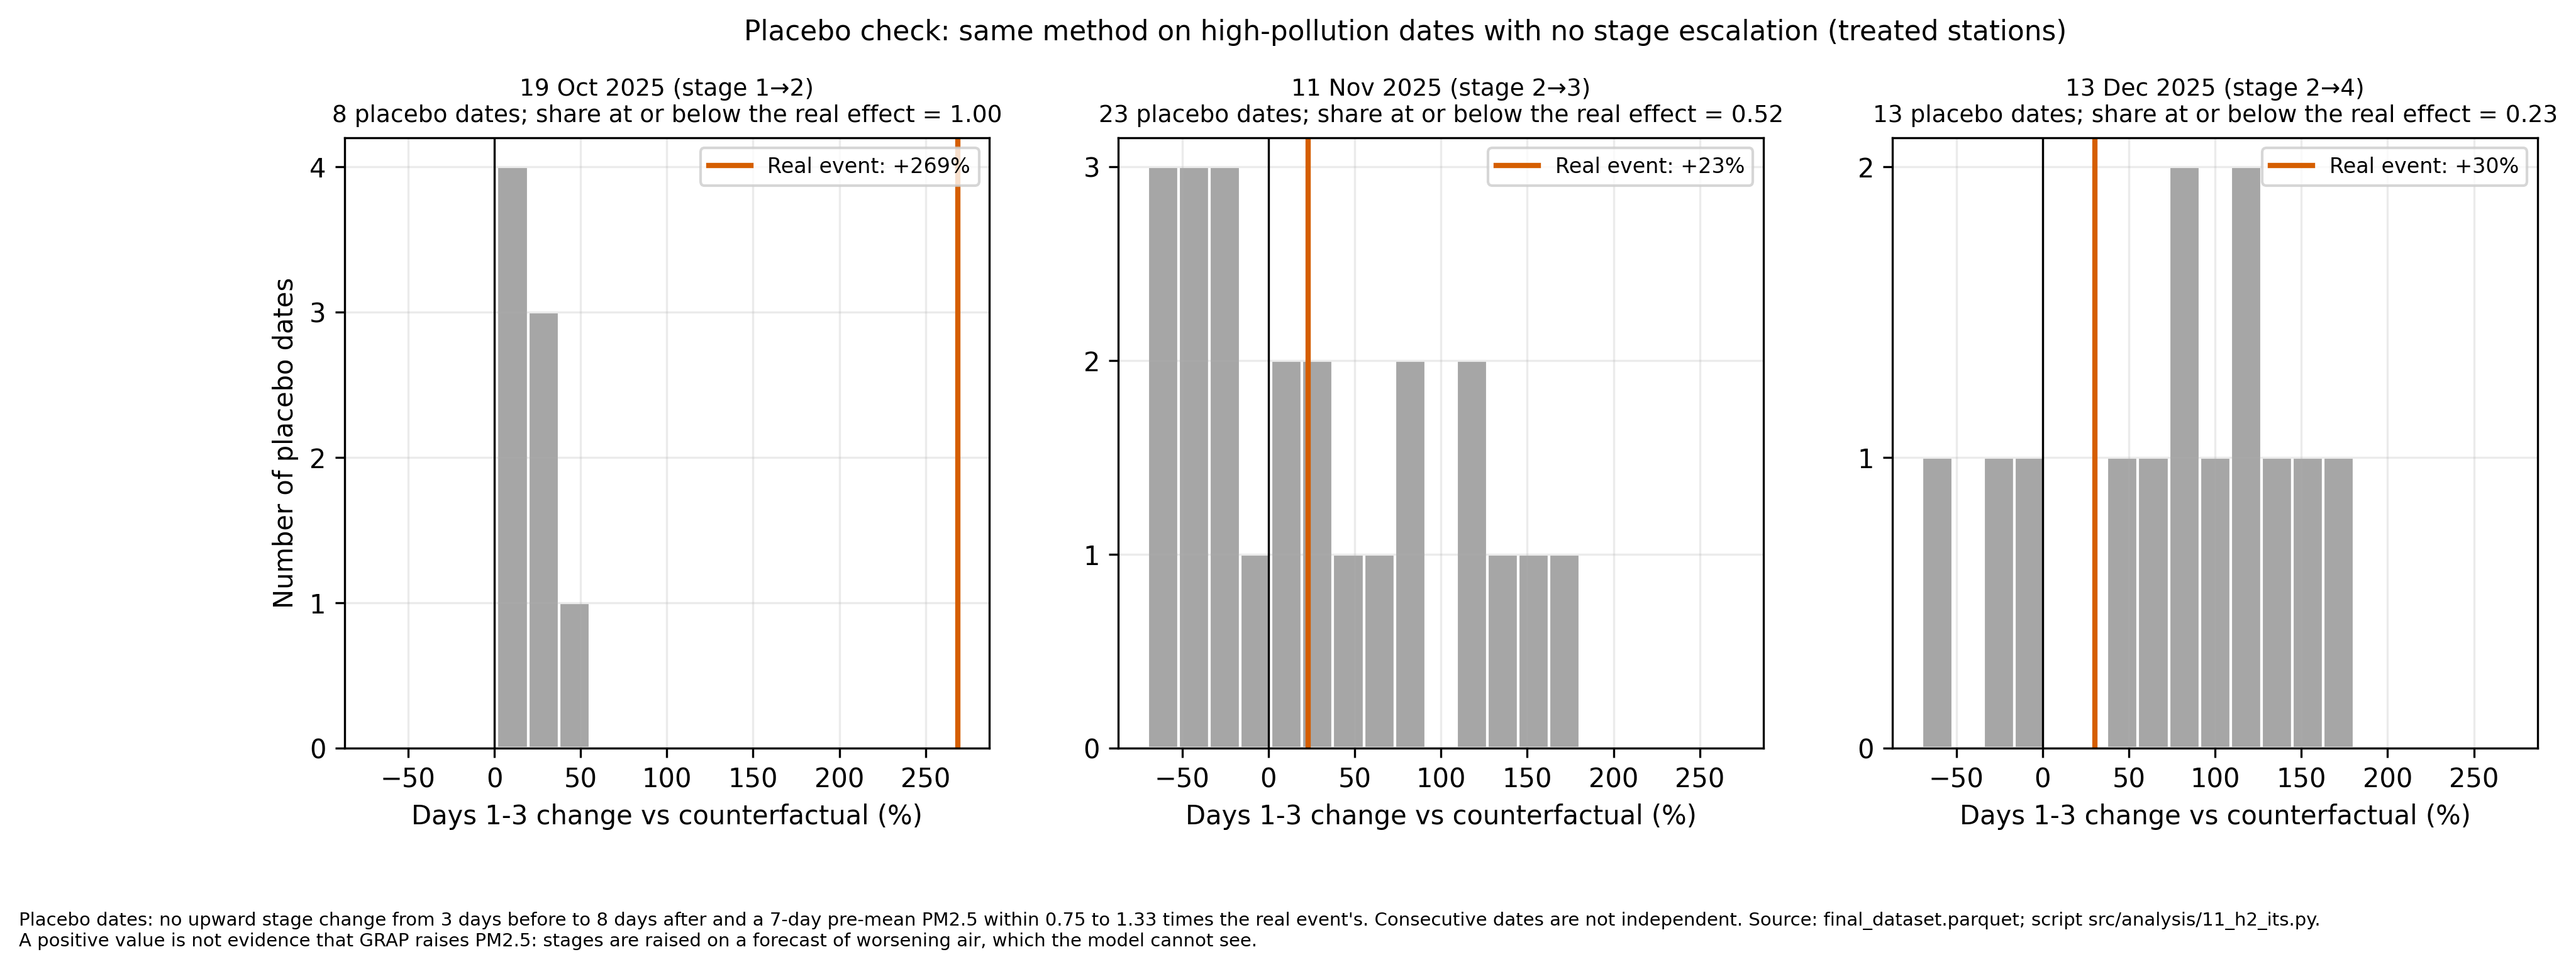 Placebo check: same method on high-pollution dates with no stage escalation (treated stations)
19 Oct 2025 (stage 1→2)
8 placebo dates; share at or below the real effect = 1.00
Real event: +269%
Number of placebo dates
4
3
2
1
0
−50 0 50 100 150 200 250
Days 1-3 change vs counterfactual (%)
11 Nov 2025 (stage 2→3)
23 placebo dates; share at or below the real effect = 0.52
Real event: +23%
3
2
1
0
−50 0 50 100 150 200 250
Days 1-3 change vs counterfactual (%)
13 Dec 2025 (stage 2→4)
13 placebo dates; share at or below the real effect = 0.23
Real event: +30%
2
1
0
−50 0 50 100 150 200 250
Days 1-3 change vs counterfactual (%)
Placebo dates: no upward stage change from 3 days before to 8 days after and a 7-day pre-mean PM2.5 within 0.75 to 1.33 times the real event's. Consecutive dates are not independent. Source: final_dataset.parquet; script src/analysis/11_h2_its.py.
A positive value is not evidence that GRAP raises PM2.5: stages are raised on a forecast of worsening air, which the model cannot see.